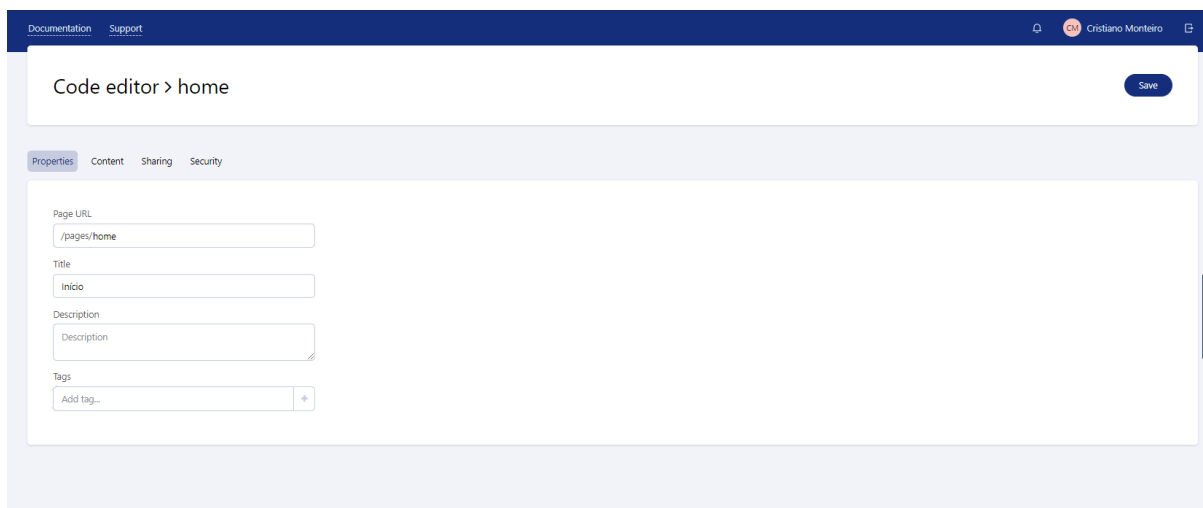 Documentation Support CM Cristiano Monteiro
Code editor > home
Save
Properties Content Sharing Security
Page URL
/pages/home
Title
Início
Description
Description
Tags
Add tag... +